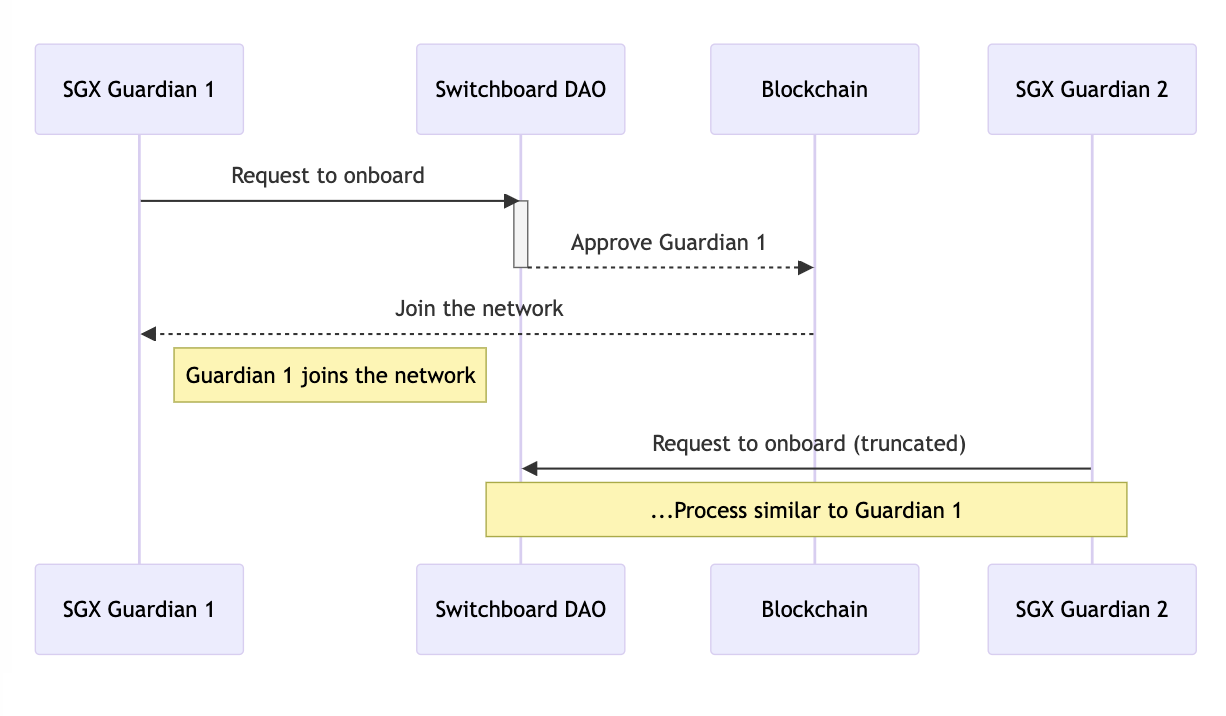 SGX Guardian 1
Switchboard DAO
Blockchain
SGX Guardian 2
Request to onboard
Approve Guardian 1
Join the network
Guardian 1 joins the network
Request to onboard (truncated)
...Process similar to Guardian 1
SGX Guardian 1
Switchboard DAO
Blockchain
SGX Guardian 2